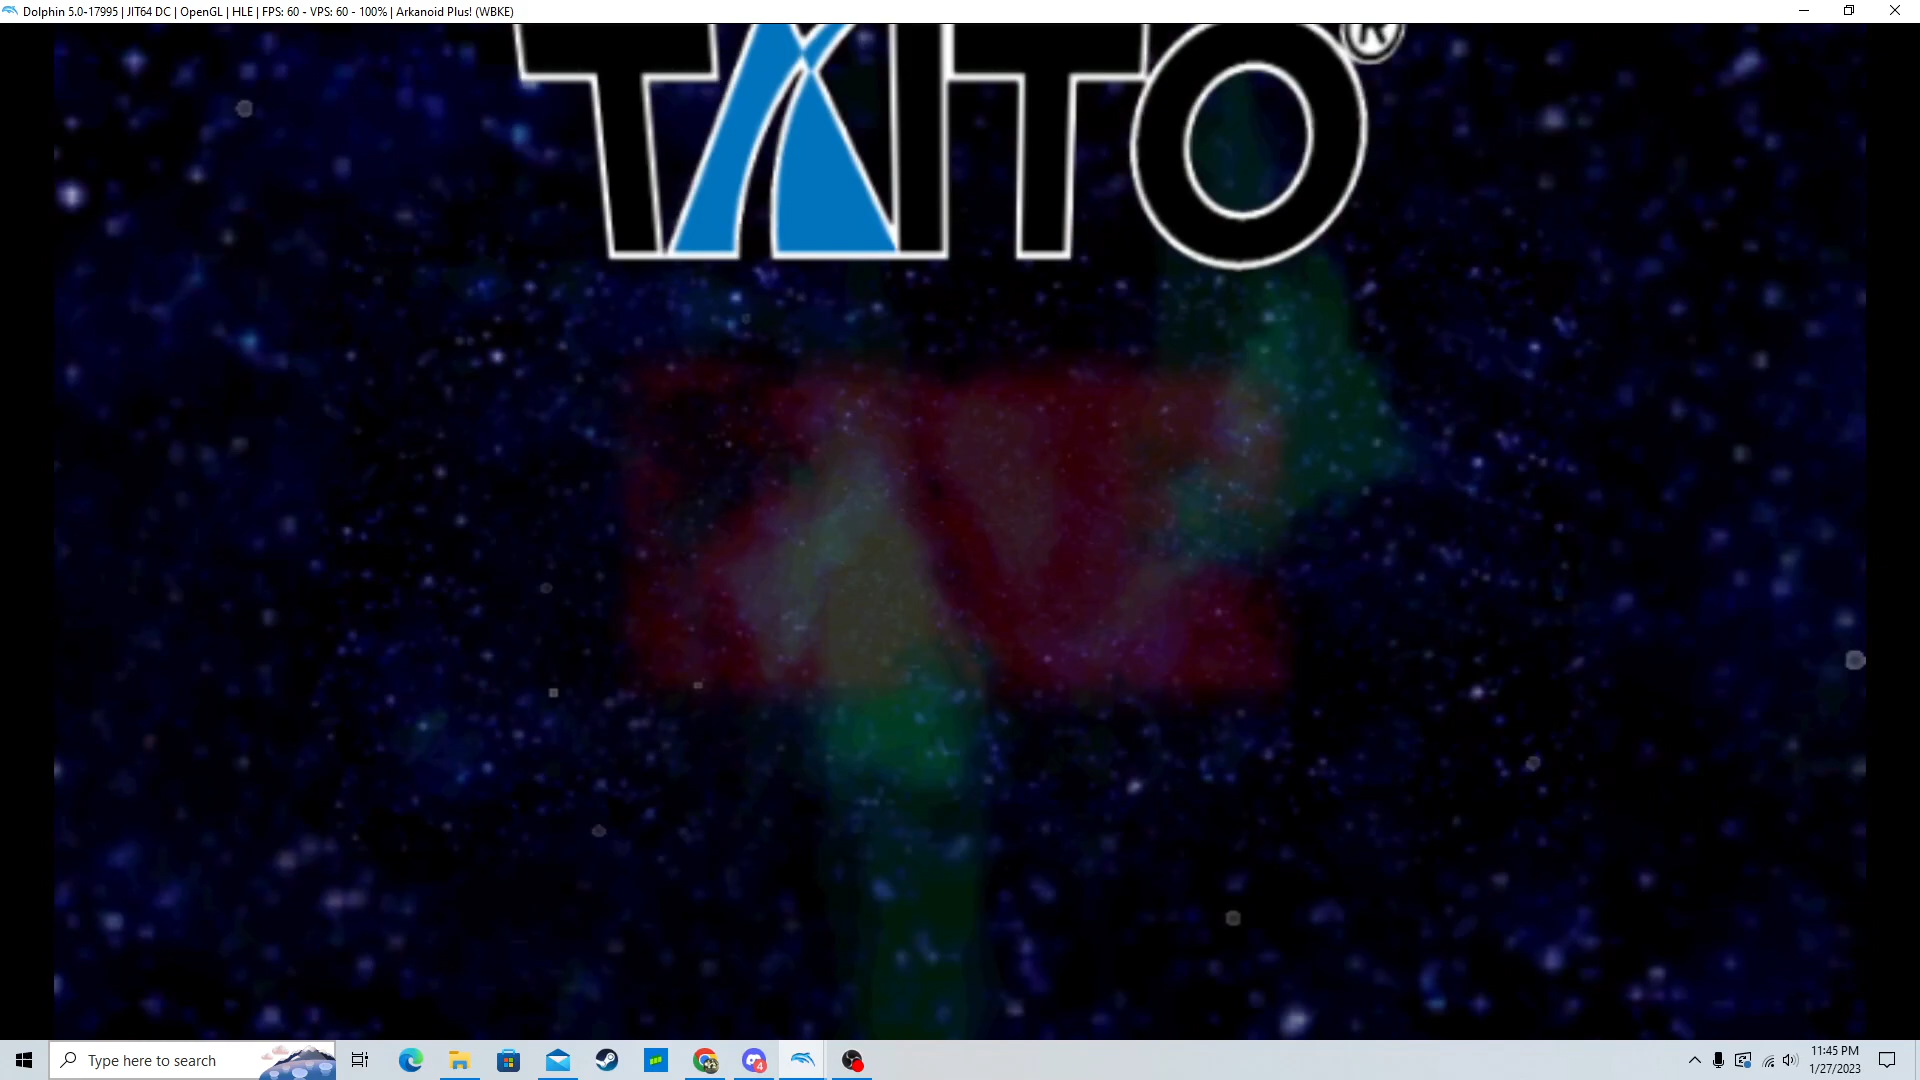 Dolphin 5.0-17995 | JIT64 DC | OpenGL | HLE | FPS: 60 - VPS: 60 - 100% | Arkanoid Plus! (WBKE)
TAITO®
Type here to search
4
11:45 PM
1/27/2023